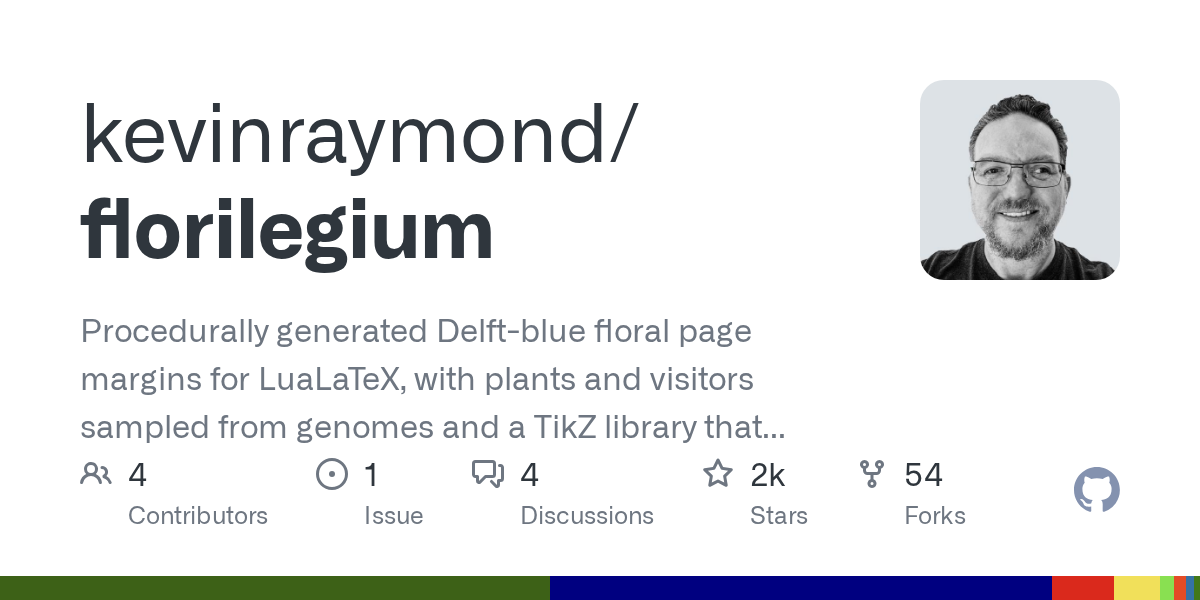 kevinraymond/
florilegium
Procedurally generated Delft-blue floral page
margins for LuaLaTeX, with plants and visitors
sampled from genomes and a TikZ library that...
4 1 4 2k 54
Contributors Issue Discussions Stars Forks